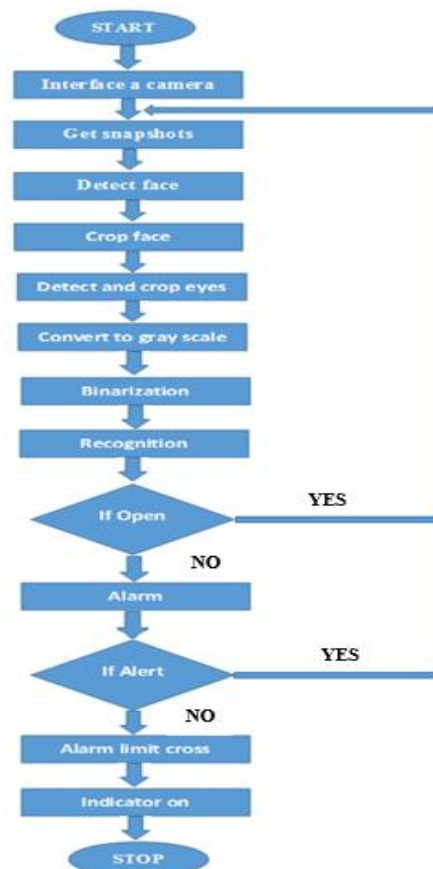 START
Interface a camera
Get snapshots
Detect face
Crop face
Detect and crop eyes
Convert to gray scale
Binarization
Recognition
If Open
YES
NO
Alarm
If Alert
YES
NO
Alarm limit cross
Indicator on
STOP